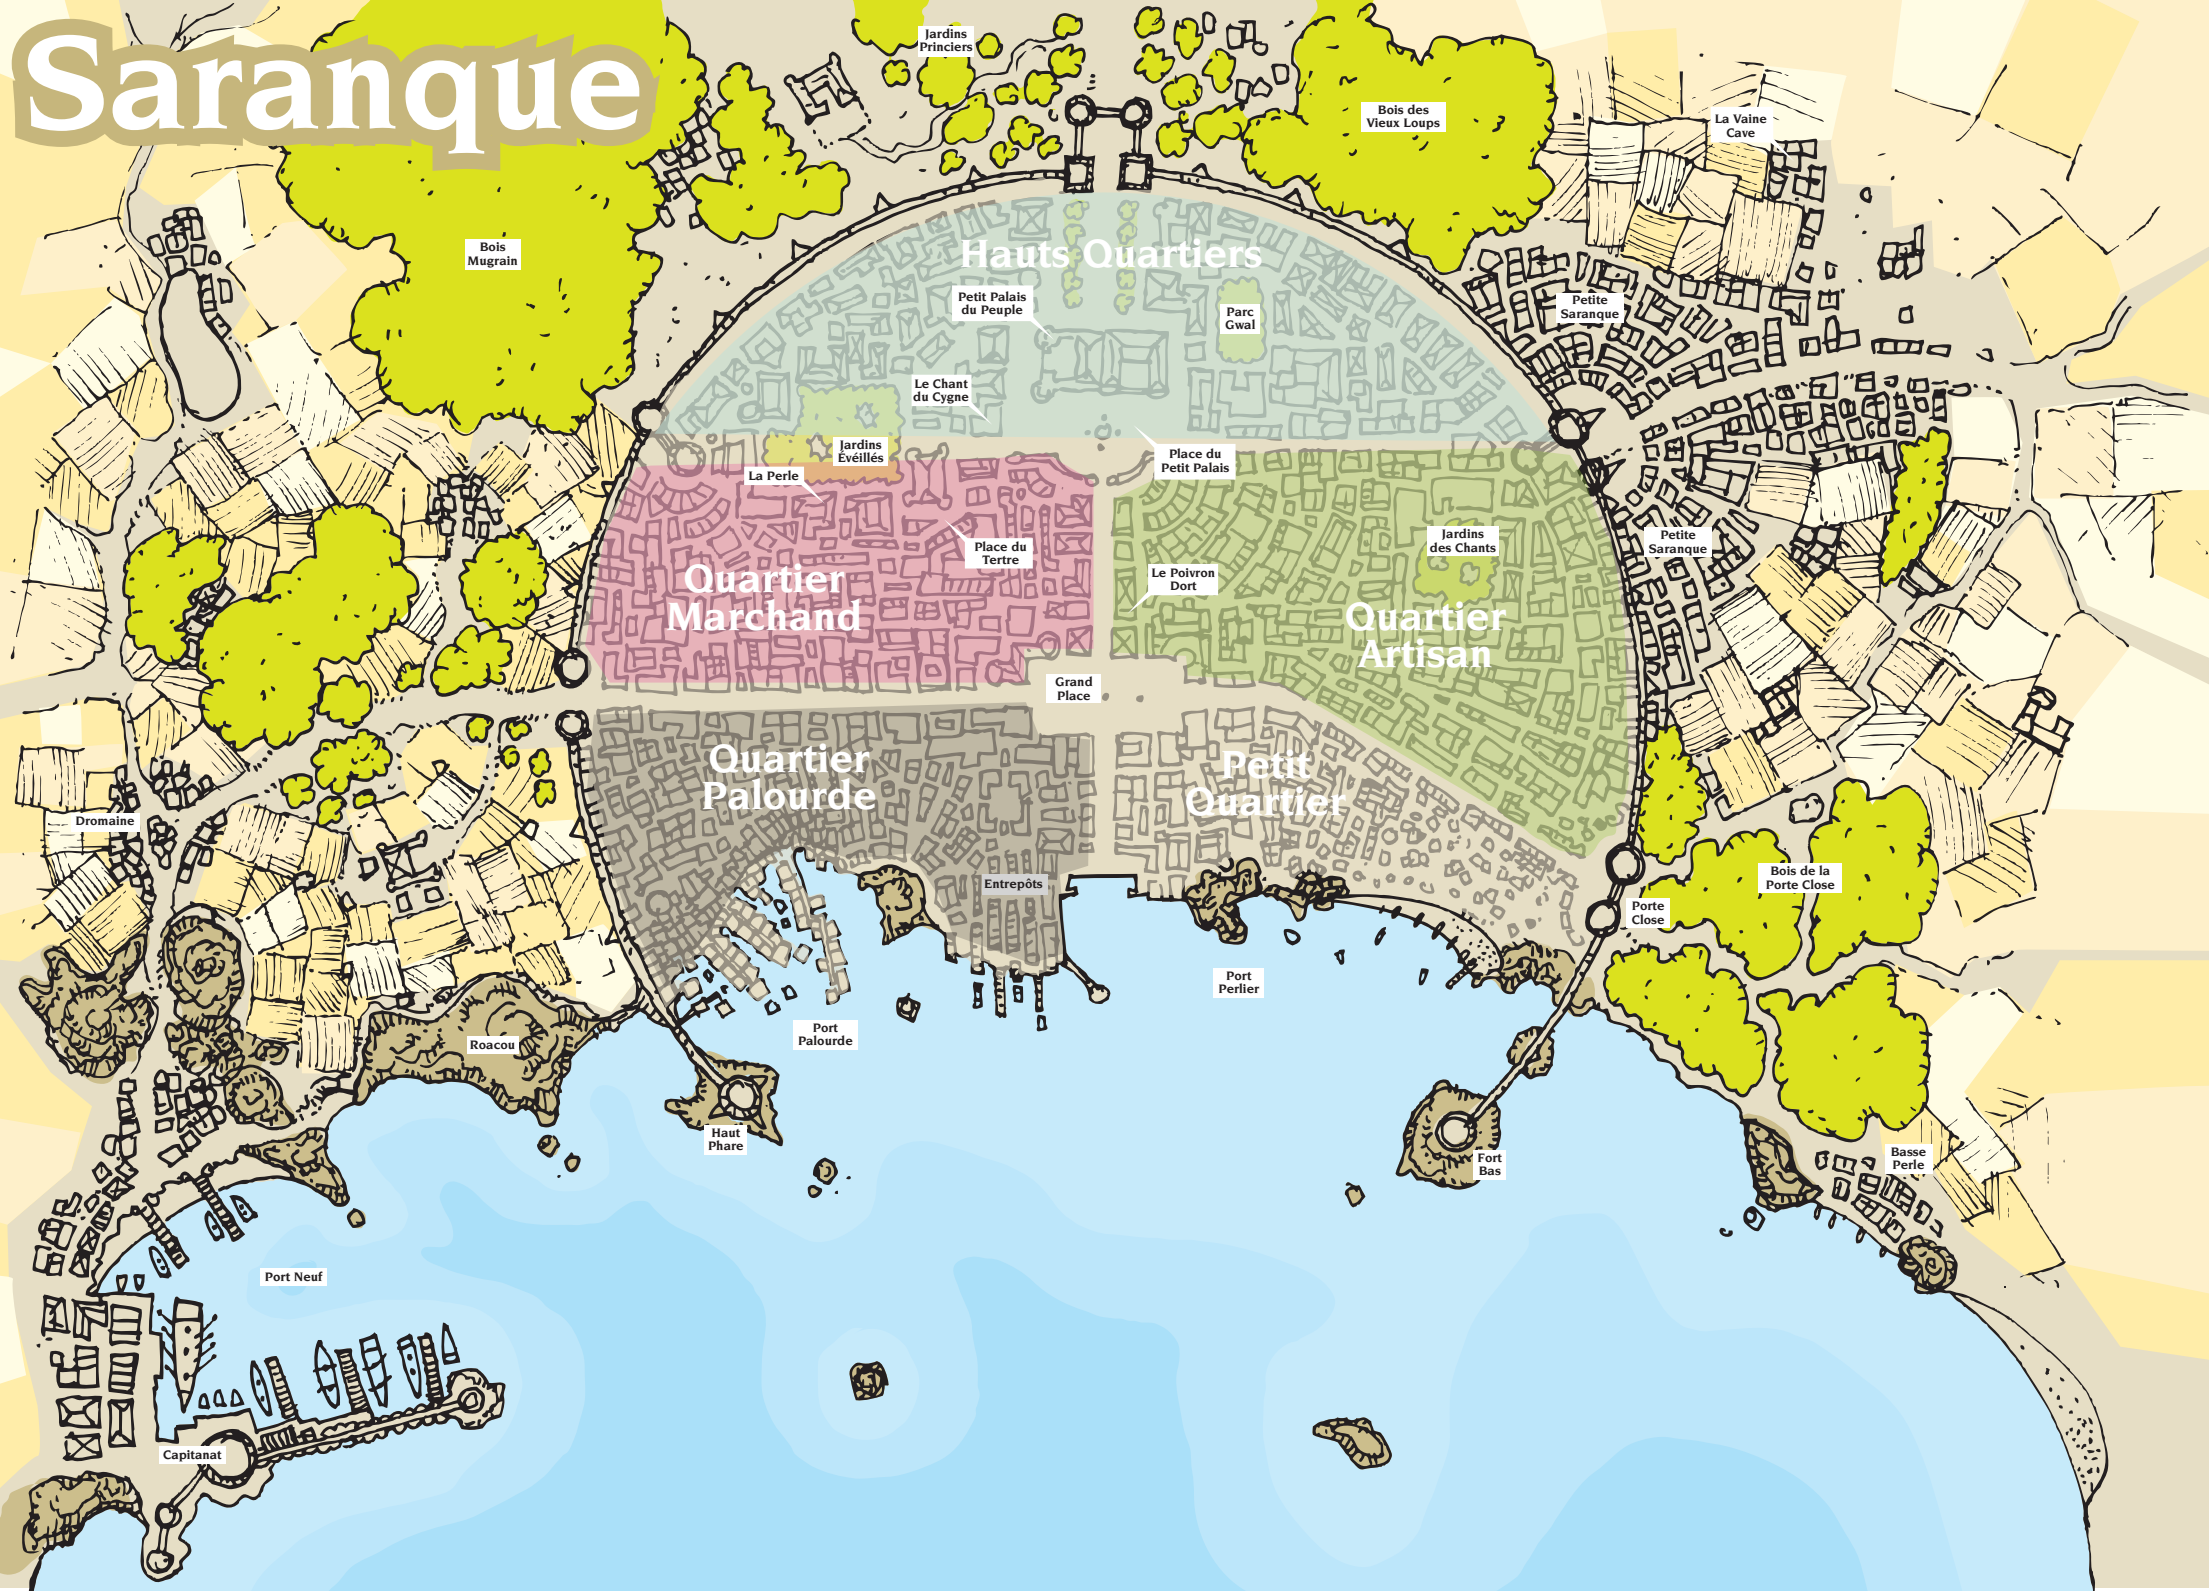 Saranque
Jardins
Princiers
Bois des
Vieux Loups
La Vaine
Cave
Bois
Mugrain
Hauts Quartiers
Petit Palais
du Peuple
Parc
Gwal
Petite
Saranque
Le Chant
du Cygne
Jardins
Éveillés
La Perle
Place du
Petit Palais
Place du
Tertre
Jardins
des Chants
Petite
Saranque
Quartier
Marchand
Le Poivron
Dort
Quartier
Artisan
Grand
Place
Quartier
Palourde
Petit
Quartier
Dromaine
Entrepôts
Bois de la
Porte Close
Porte
Close
Port
Perlier
Port
Palourde
Roacou
Haut
Phare
Fort
Bas
Basse
Perle
Port Neuf
Capitanat